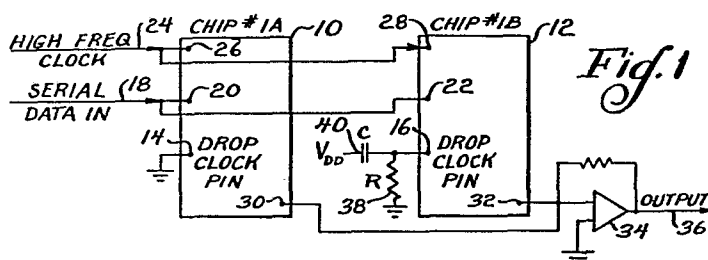 24
CHIP #1A
10
28
CHIP #1B
12
HIGH FREQ
CLOCK
26
Fig. 1
SERIAL
DATA IN
18
20
22
14
DROP
CLOCK
PIN
40
C
VDD
16
DROP
CLOCK
PIN
R
38
30
32
34
OUTPUT
36